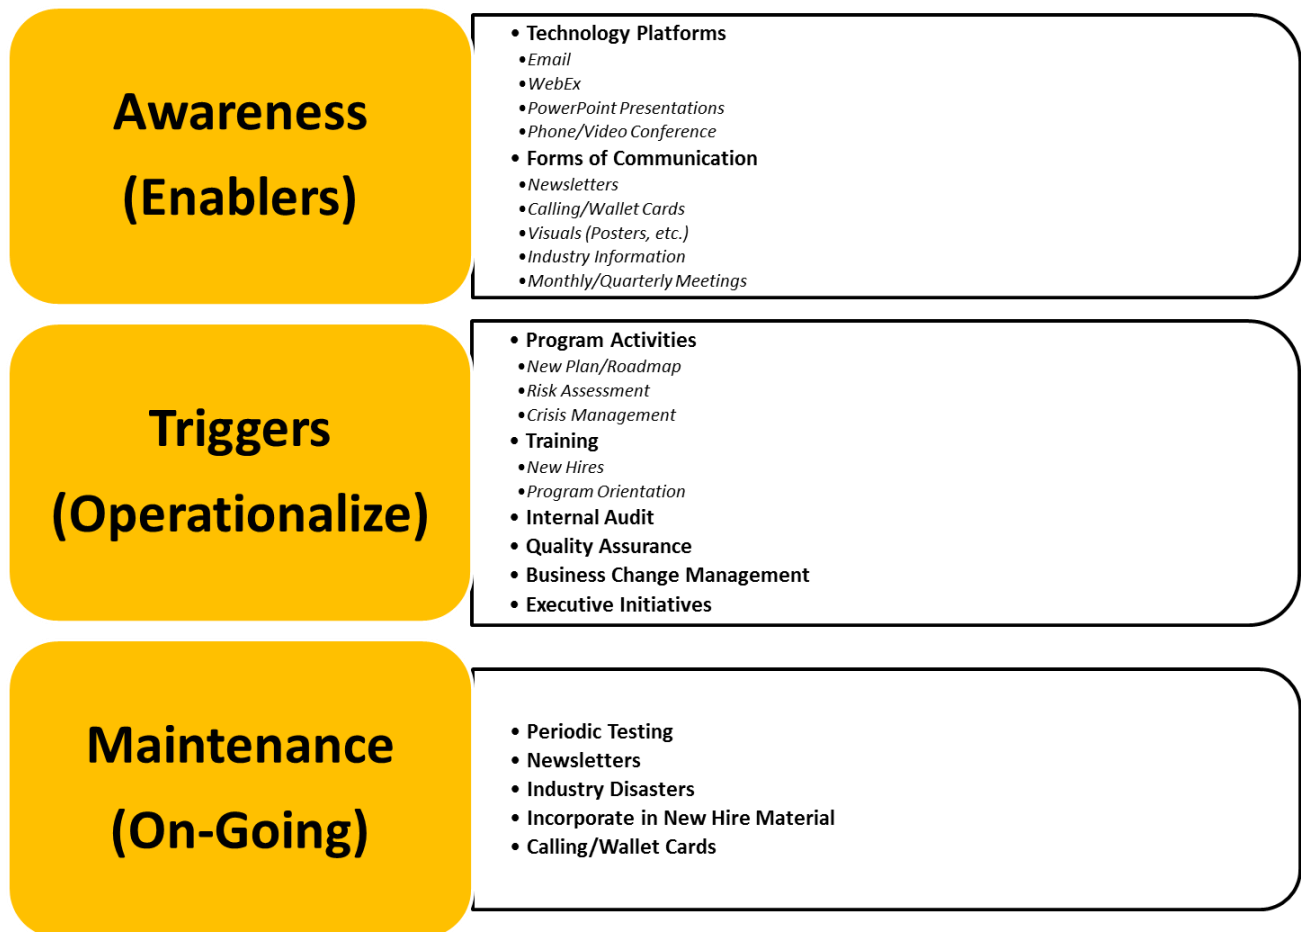 Awareness
(Enablers)
• Technology Platforms
•Email
•WebEx
•PowerPoint Presentations
•Phone/Video Conference
• Forms of Communication
•Newsletters
•Calling/Wallet Cards
•Visuals (Posters, etc.)
•Industry Information
•Monthly/Quarterly Meetings
Triggers
(Operationalize)
• Program Activities
•New Plan/Roadmap
•Risk Assessment
•Crisis Management
• Training
•New Hires
•Program Orientation
• Internal Audit
• Quality Assurance
• Business Change Management
• Executive Initiatives
Maintenance
(On-Going)
• Periodic Testing
• Newsletters
• Industry Disasters
• Incorporate in New Hire Material
• Calling/Wallet Cards